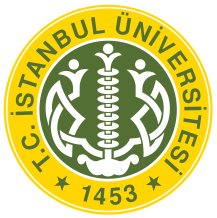 T.C. İSTANBUL ÜNİVERSİTESİ
★ 1453 ★